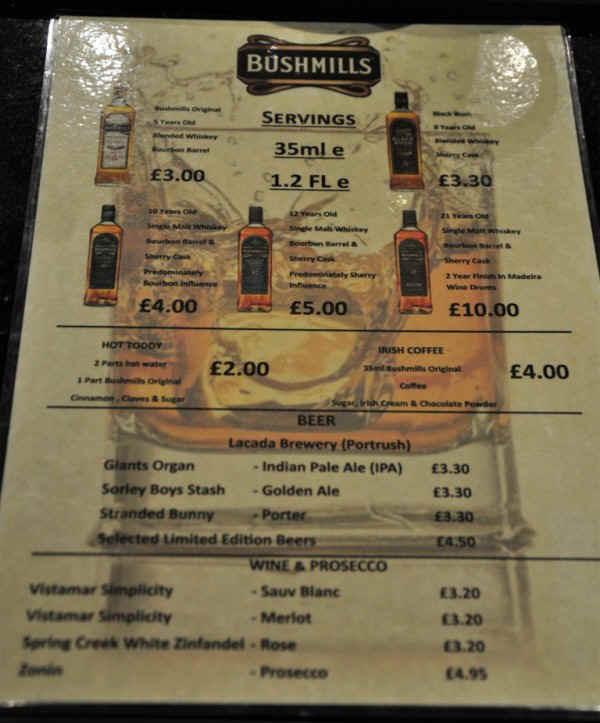 BUSHMILLS
Bushmills Original
5 Years Old
Blended Whiskey
Bourbon Barrel
£3.00
SERVINGS
35ml e
1.2 FL e
Black Bush
8 Years Old
Blended Whiskey
Sherry Cask
£3.30
10 Years Old
Single Malt Whiskey
Bourbon Barrel &
Sherry Cask
Predominately
Bourbon Influence
£4.00
12 Years Old
Single Malt Whiskey
Bourbon Barrel &
Sherry Cask
Predominately Sherry
Influence
£5.00
21 Years Old
Single Malt Whiskey
Bourbon Barrel &
Sherry Cask
2 Year Finish In Madeira
Wine Drums
£10.00
HOT TODDY
2 Parts hot water
1 Part Bushmills Original
Cinnamon , Cloves & Sugar
£2.00
IRISH COFFEE
35ml Bushmills Original
Coffee
Sugar, Irish Cream & Chocolate Powder
£4.00
BEER
Lacada Brewery (Portrush)
Giants Organ - Indian Pale Ale (IPA) £3.30
Sorley Boys Stash - Golden Ale £3.30
Stranded Bunny - Porter £3.30
Selected Limited Edition Beers £4.50
WINE & PROSECCO
Vistamar Simplicity - Sauv Blanc £3.20
Vistamar Simplicity - Merlot £3.20
Spring Creek White Zinfandel - Rose £3.20
Zonin - Prosecco £4.95